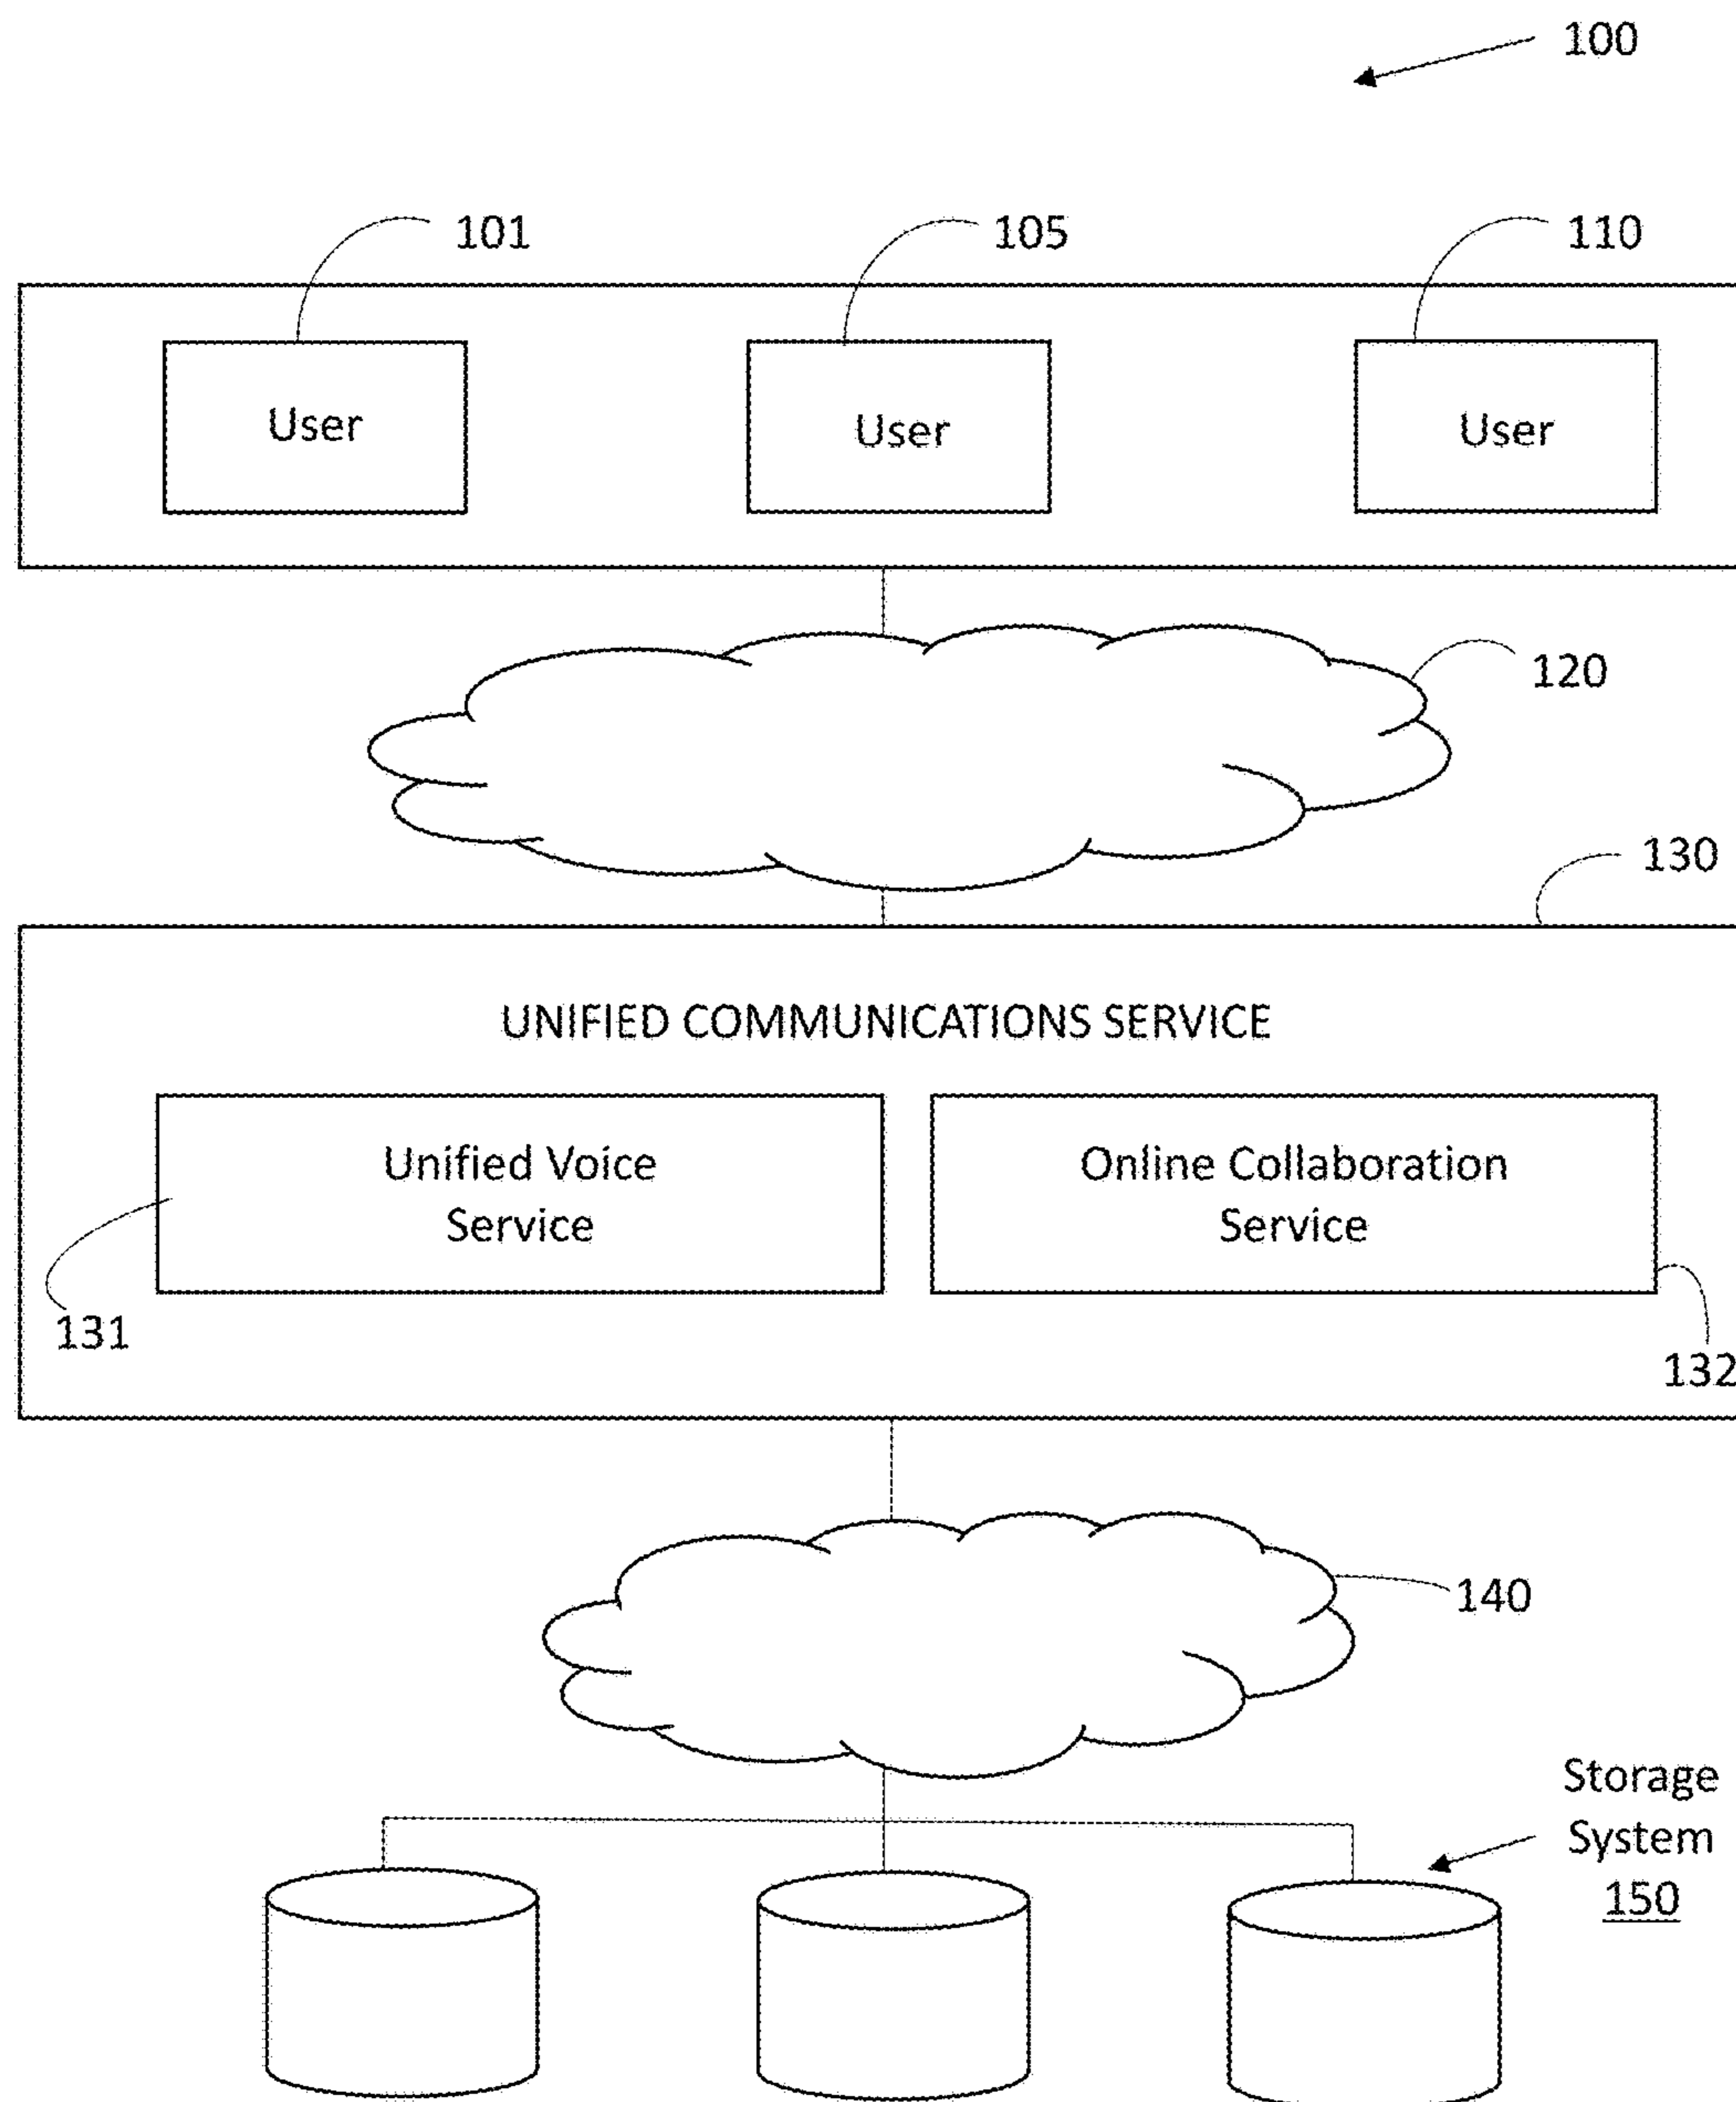 100
101
105
110
User
User
User
120
130
UNIFIED COMMUNICATIONS SERVICE
Unified Voice
Service
Online Collaboration
Service
131
132
140
Storage
System
150